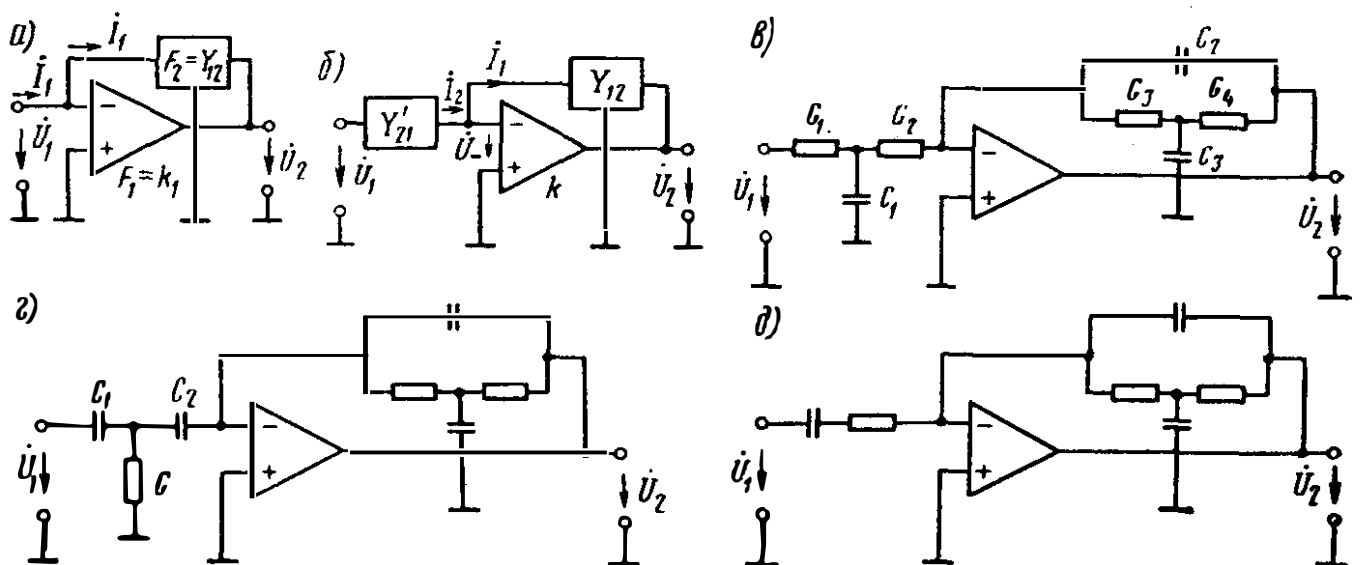 а)
İ₁
İ₁
F₂=Y₁₂
−
+
U̇₁
F₁=k₁
U̇₂
б)
Y′₂₁
İ₂
İ₁
Y₁₂
U̇₋
−
+
k
U̇₁
U̇₂
в)
C₂
G₃
G₄
C₃
G₁
G₂
C₁
−
+
U̇₁
U̇₂
г)
C₁
C₂
G
−
+
U̇₁
U̇₂
д)
−
+
U̇₁
U̇₂